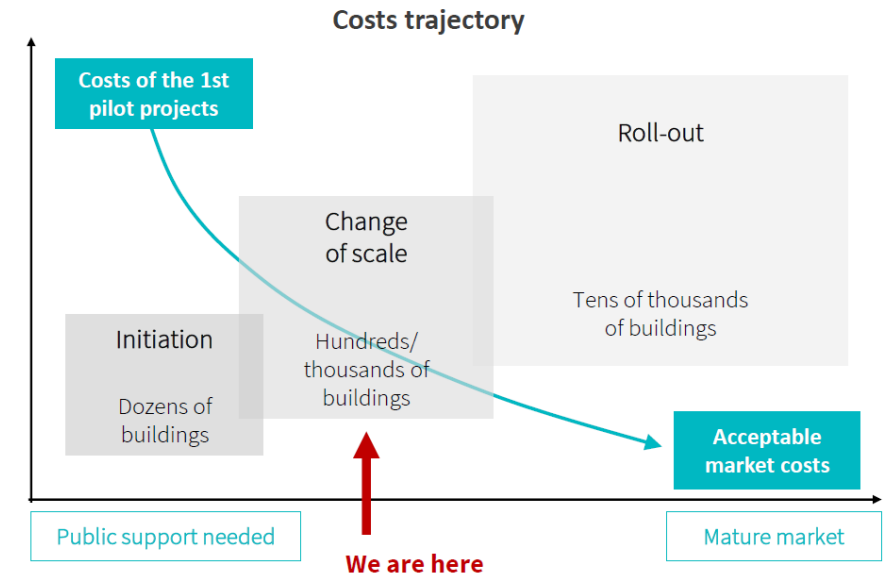 Costs trajectory
Costs of the 1st
pilot projects
Roll-out
Change
of scale
Tens of thousands
of buildings
Initiation
Hundreds/
thousands of
buildings
Dozens of
buildings
Acceptable
market costs
Public support needed
Mature market
We are here